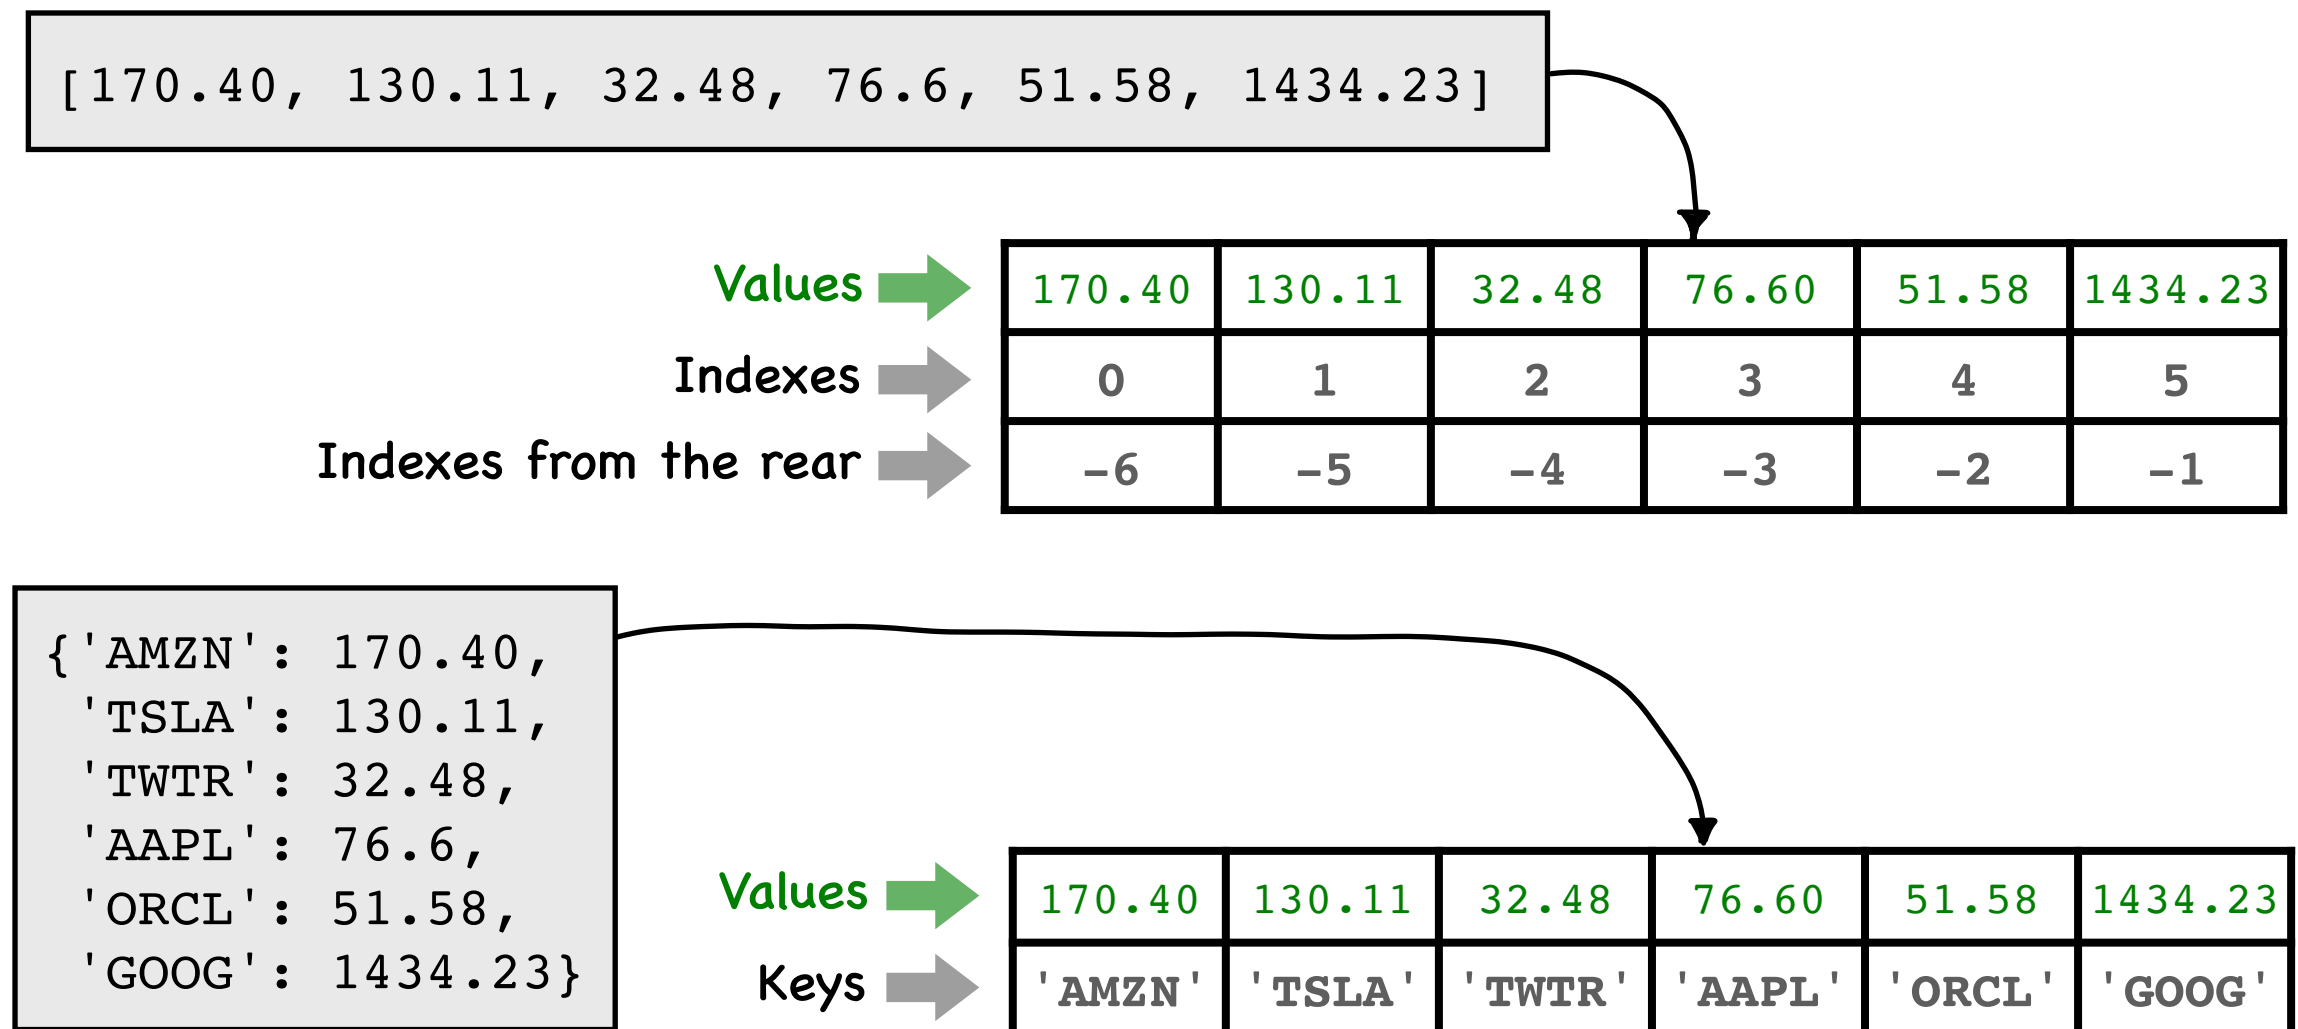 [170.40, 130.11, 32.48, 76.6, 51.58, 1434.23]
Values 170.40 130.11 32.48 76.60 51.58 1434.23
Indexes 0 1 2 3 4 5
Indexes from the rear -6 -5 -4 -3 -2 -1
{'AMZN': 170.40,
'TSLA': 130.11,
'TWTR': 32.48,
'AAPL': 76.6,
'ORCL': 51.58,
'GOOG': 1434.23}
Values 170.40 130.11 32.48 76.60 51.58 1434.23
Keys 'AMZN' 'TSLA' 'TWTR' 'AAPL' 'ORCL' 'GOOG'